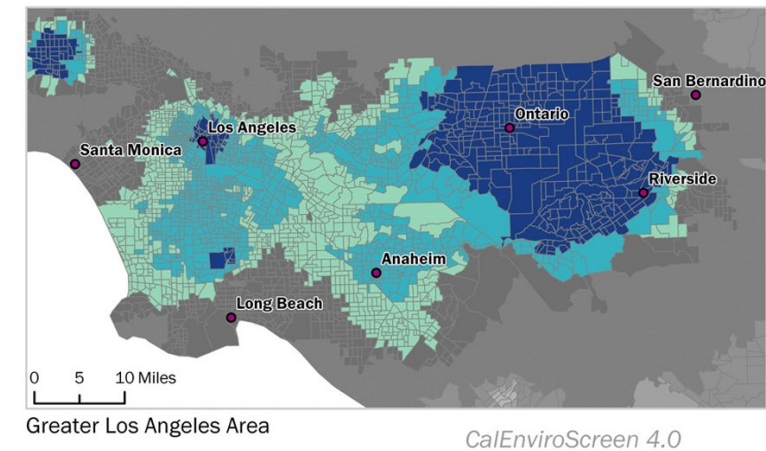 San Bernardino
Ontario
Los Angeles
Santa Monica
Riverside
Anaheim
Long Beach
0 5 10 Miles
Greater Los Angeles Area
CalEnviroScreen 4.0